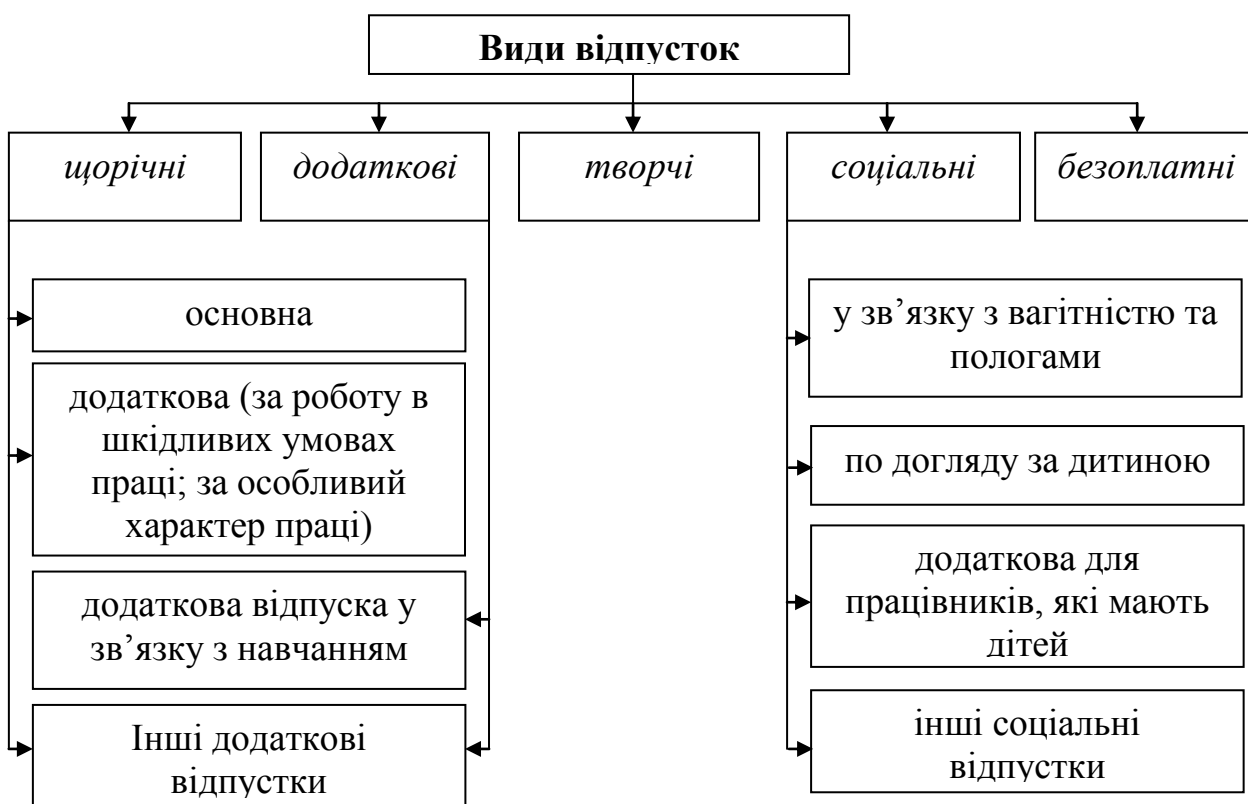 Види відпусток
щорічні
додаткові
творчі
соціальні
безоплатні
основна
додаткова (за роботу в
шкідливих умовах
праці; за особливий
характер праці)
додаткова відпуска у
зв’язку з навчанням
Інші додаткові
відпустки
у зв’язку з вагітністю та
пологами
по догляду за дитиною
додаткова для
працівників, які мають
дітей
інші соціальні
відпустки